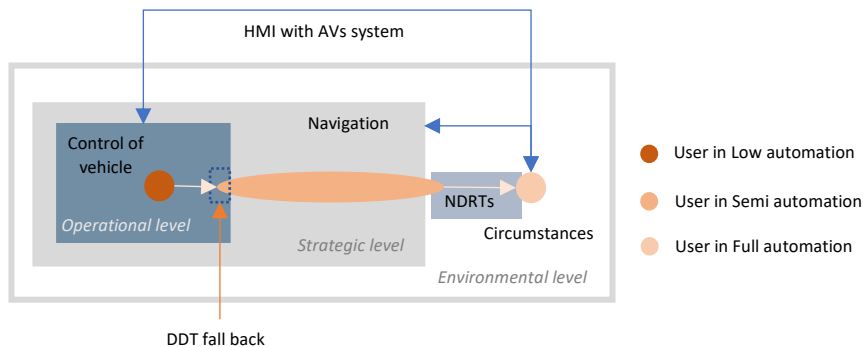 HMI with AVs system
Navigation
Control of
vehicle
User in Low automation
NDRTs
User in Semi automation
Operational level
Circumstances
Strategic level
User in Full automation
Environmental level
DDT fall back